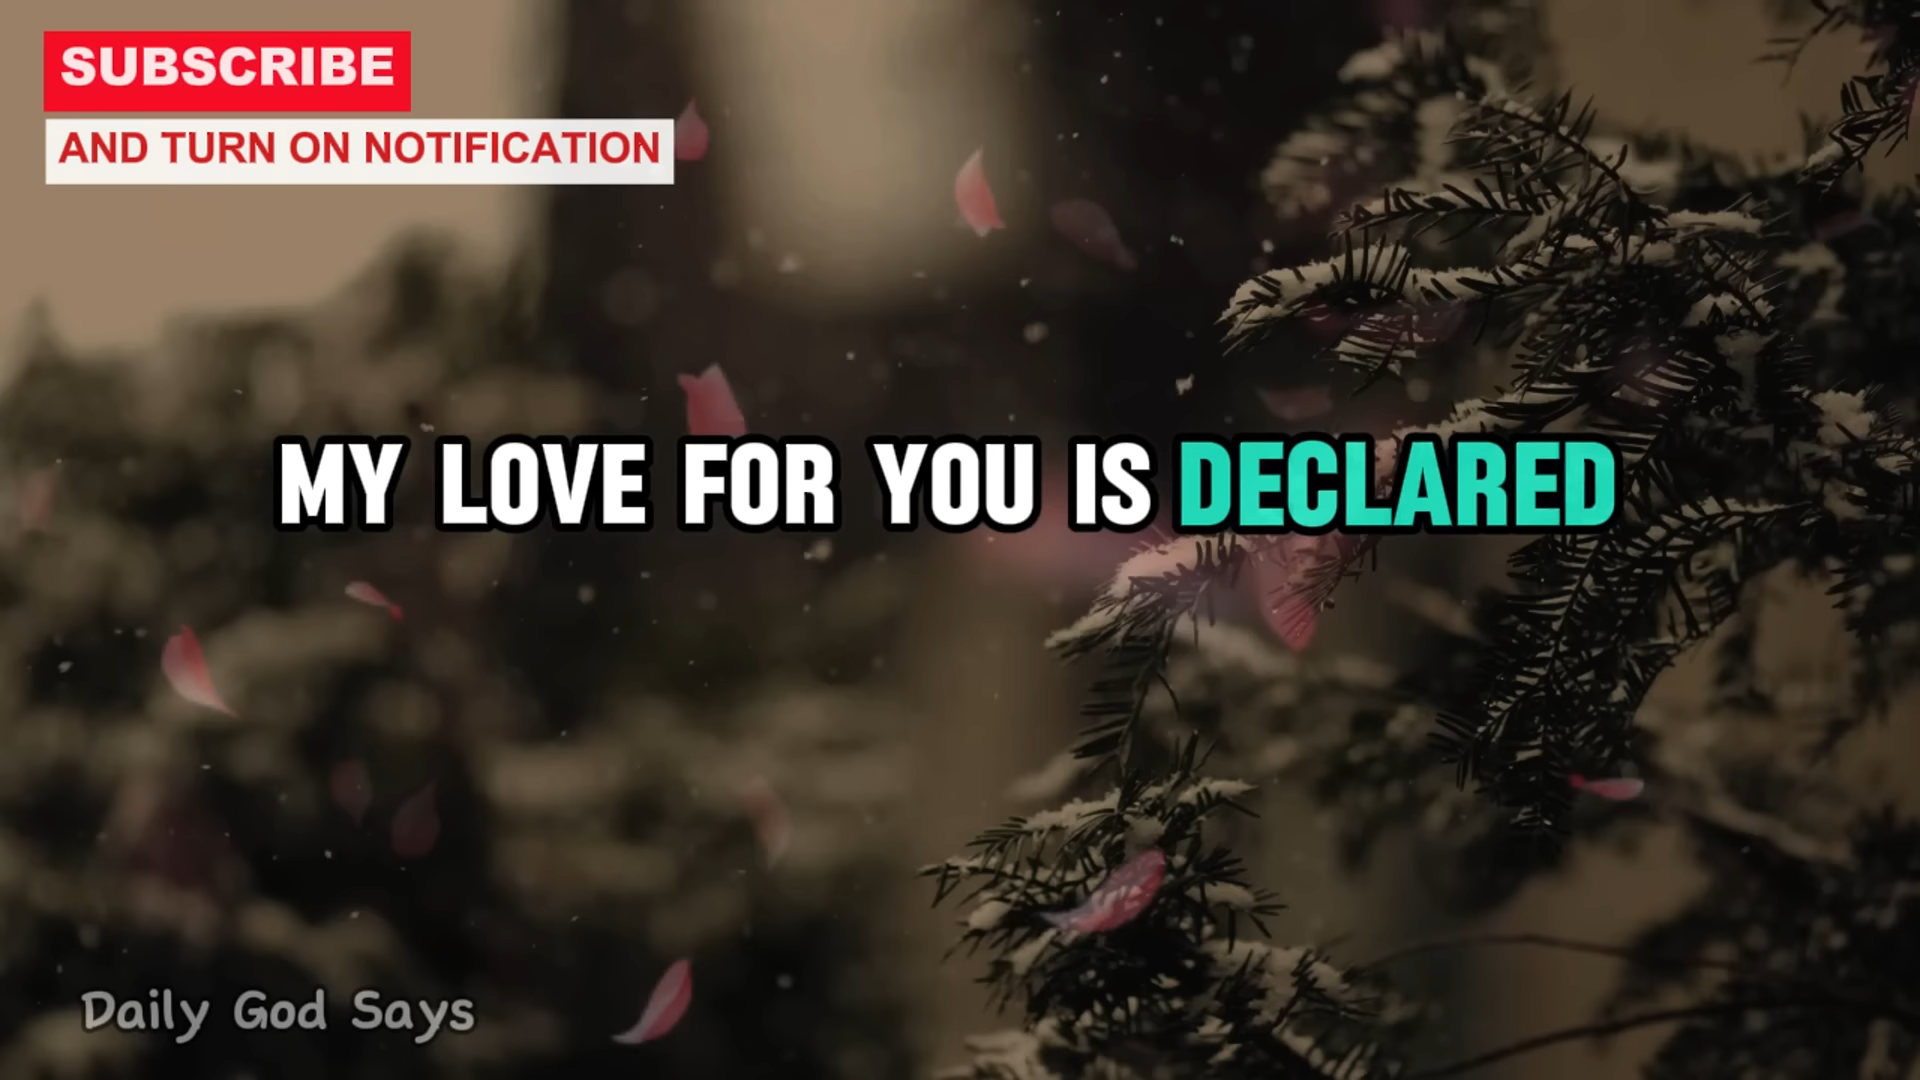 SUBSCRIBE
AND TURN ON NOTIFICATION
MY LOVE FOR YOU IS DECLARED
Daily God Says